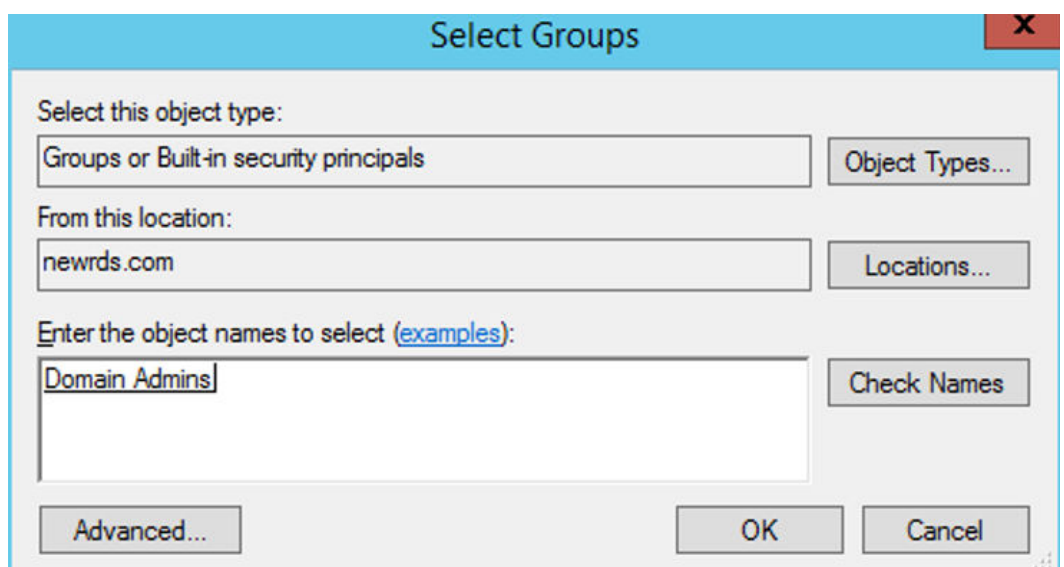 Select Groups
x
Select this object type:
Groups or Built-in security principals
Object Types...
From this location:
newrds.com
Locations...
Enter the object names to select (examples):
Domain Admins
Check Names
Advanced...
OK
Cancel